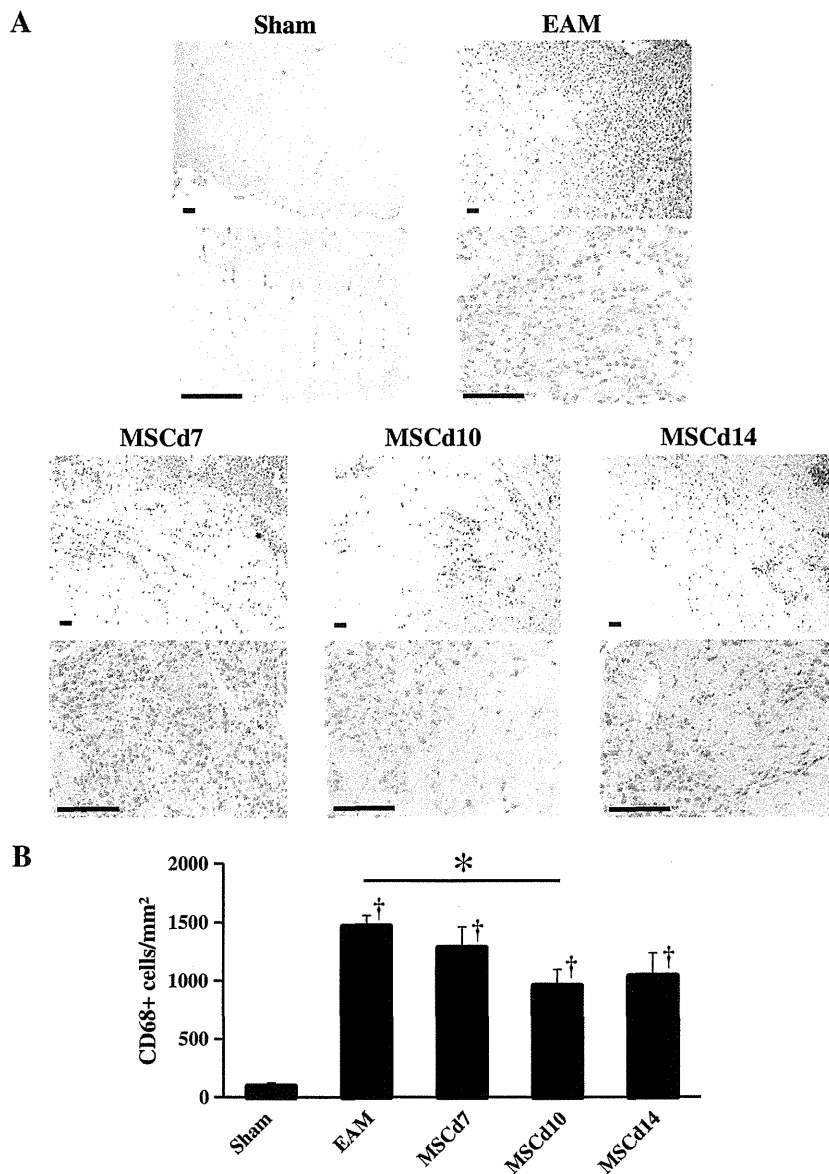 A
Sham EAM
MSCd7 MSCd10 MSCd14
B
2000
1500
1000
500
0
CD68+ cells/mm²
*
† † † †
Sham EAM MSCd7 MSCd10 MSCd14